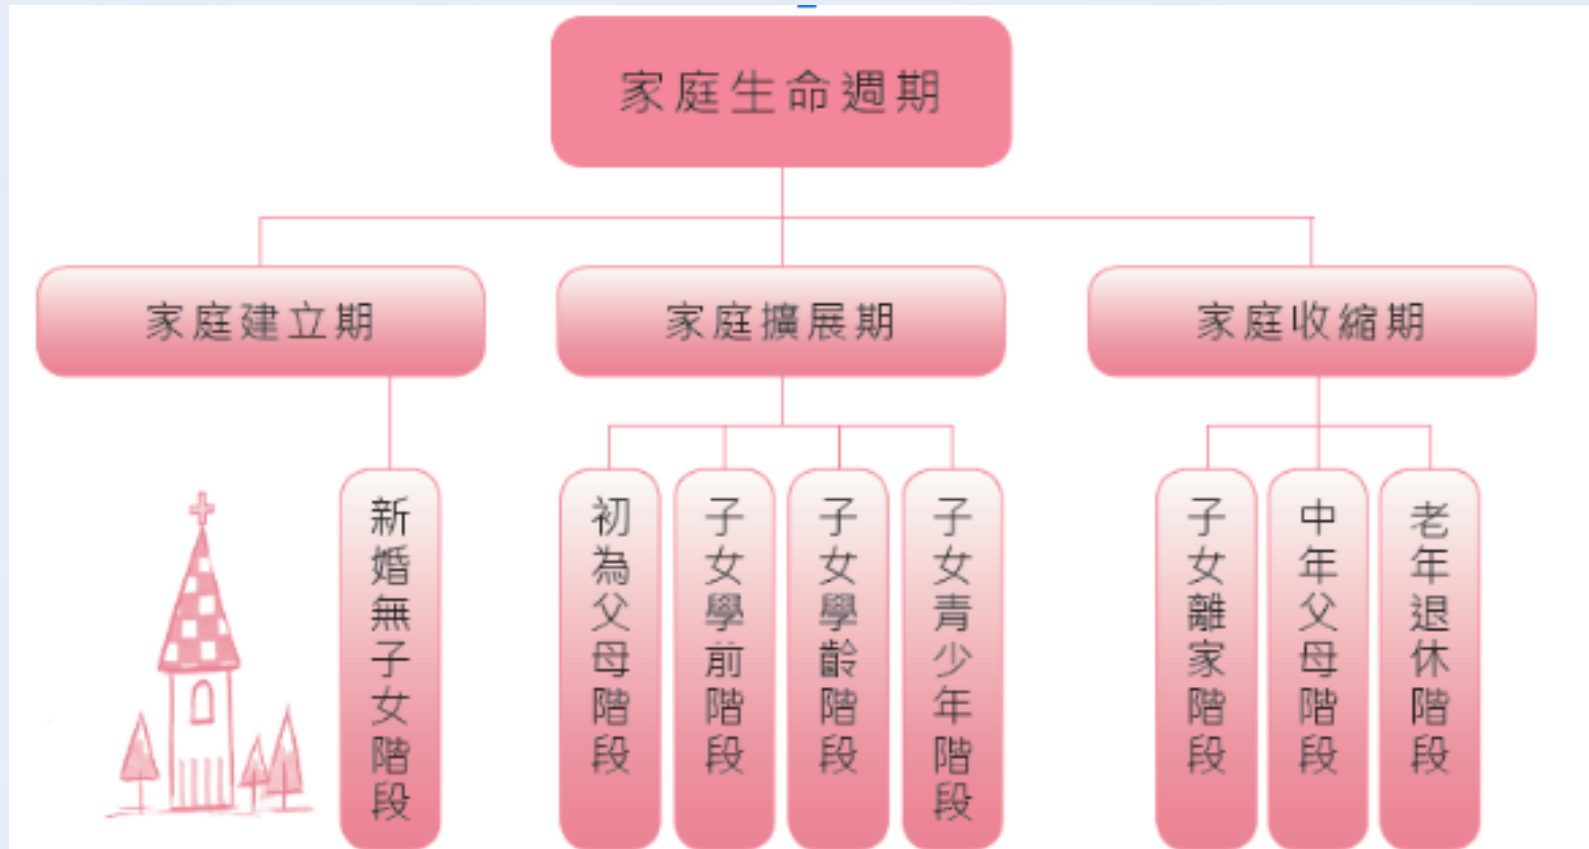 家庭生命週期
家庭建立期
家庭擴展期
家庭收縮期
新婚無子女階段
初為父母階段
子女學前階段
子女學齡階段
子女青少年階段
子女離家階段
中年父母階段
老年退休階段